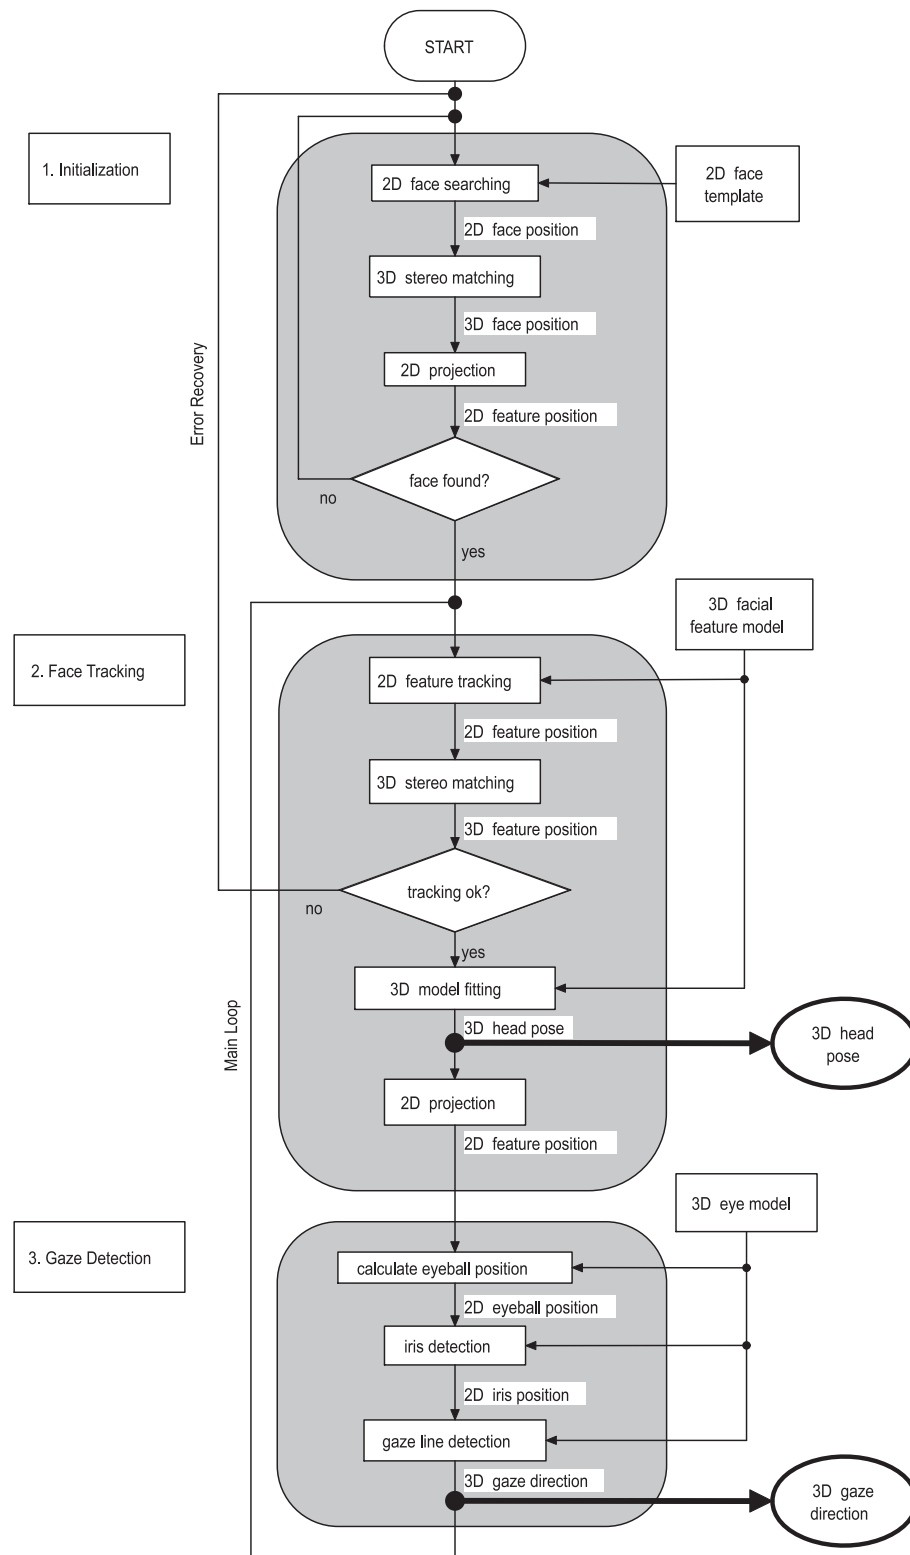 START
1. Initialization
2D face searching
2D face
template
2D face position
3D stereo matching
3D face position
Error Recovery
2D projection
2D feature position
face found?
no
yes
3D facial
feature model
2. Face Tracking
2D feature tracking
2D feature position
3D stereo matching
3D feature position
tracking ok?
no
yes
3D model fitting
Main Loop
3D head pose
3D head
pose
2D projection
2D feature position
3D eye model
3. Gaze Detection
calculate eyeball position
2D eyeball position
iris detection
2D iris position
gaze line detection
3D gaze direction
3D gaze
direction